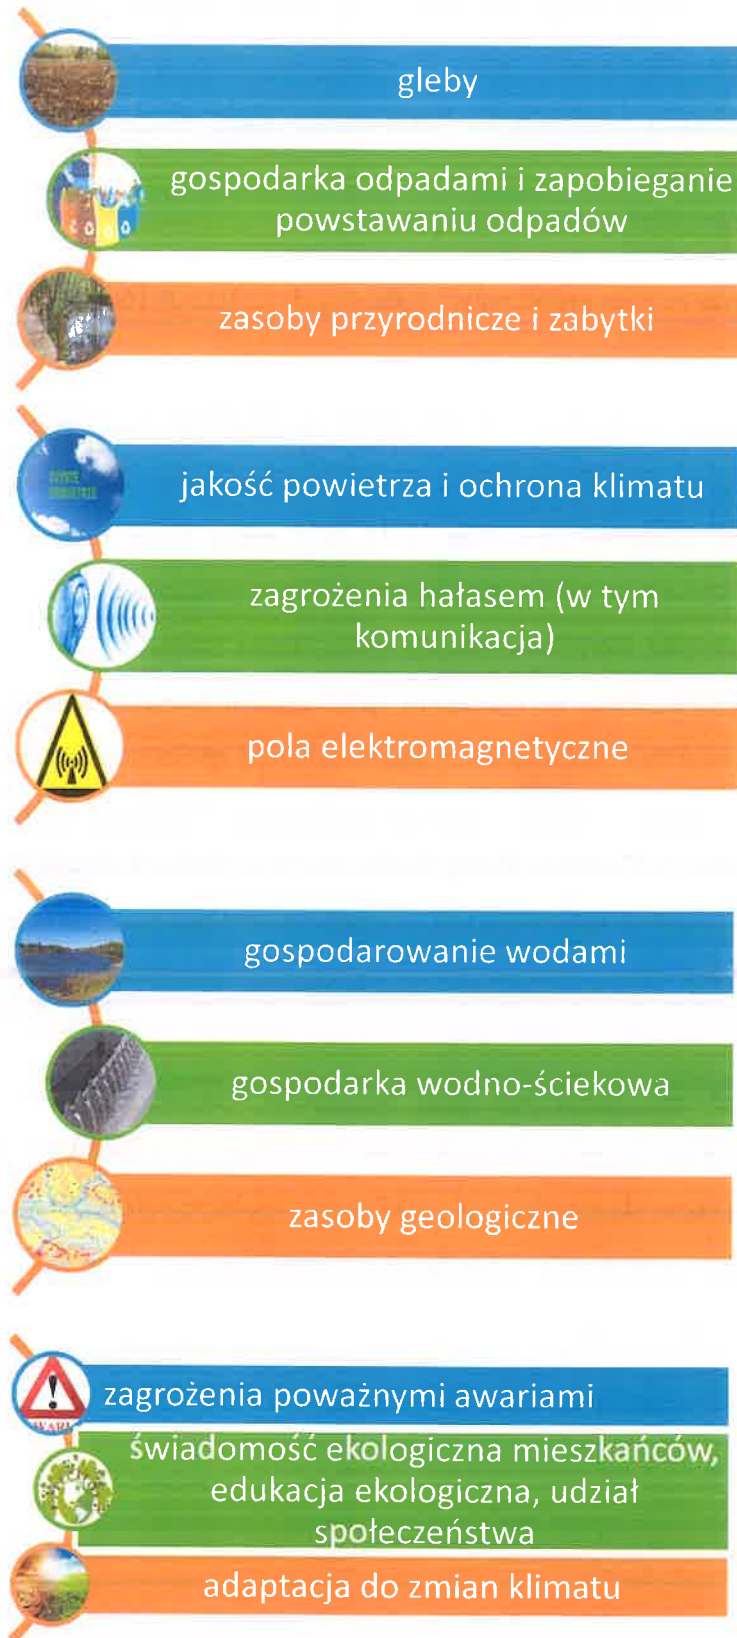 gleby
gospodarka odpadami i zapobieganie
powstawaniu odpadów
zasoby przyrodnicze i zabytki
CZYSTE
POWIETRZE
jakość powietrza i ochrona klimatu
zagrożenia hałasem (w tym
komunikacja)
pola elektromagnetyczne
gospodarowanie wodami
gospodarka wodno-ściekowa
zasoby geologiczne
zagrożenia poważnymi awariami
świadomość ekologiczna mieszkańców,
edukacja ekologiczna, udział
społeczeństwa
adaptacja do zmian klimatu